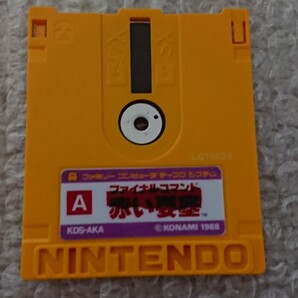 ファミリー コンピュータ ディスク システム
A
ファイナルコマンド
赤い要塞
TM
KDS-AKA
©KONAMI 1988
NINTENDO